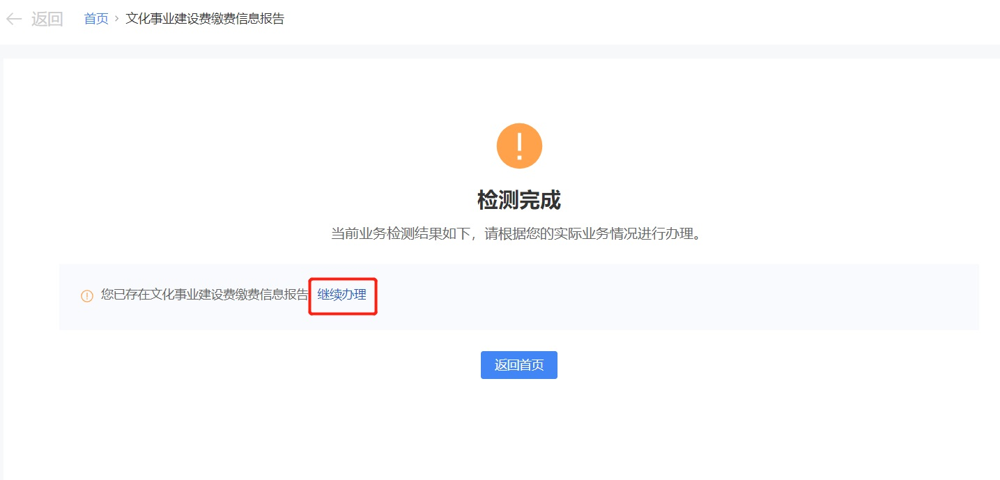 返回 首页 > 文化事业建设费缴费信息报告
检测完成
当前业务检测结果如下，请根据您的实际业务情况进行办理。
您已存在文化事业建设费缴费信息报告 继续办理
返回首页